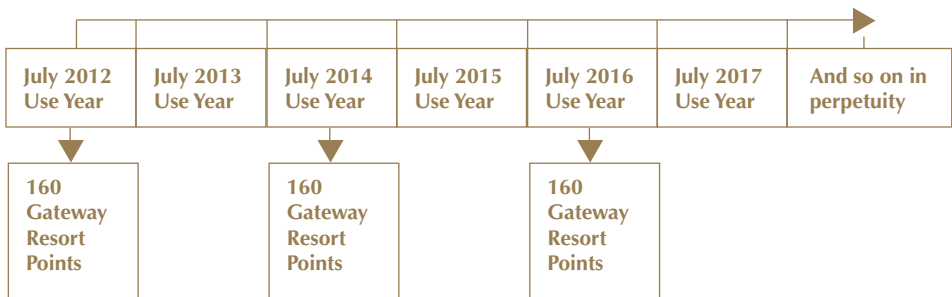 July 2012
Use Year
July 2013
Use Year
July 2014
Use Year
July 2015
Use Year
July 2016
Use Year
July 2017
Use Year
And so on in
perpetuity
160
Gateway
Resort
Points
160
Gateway
Resort
Points
160
Gateway
Resort
Points